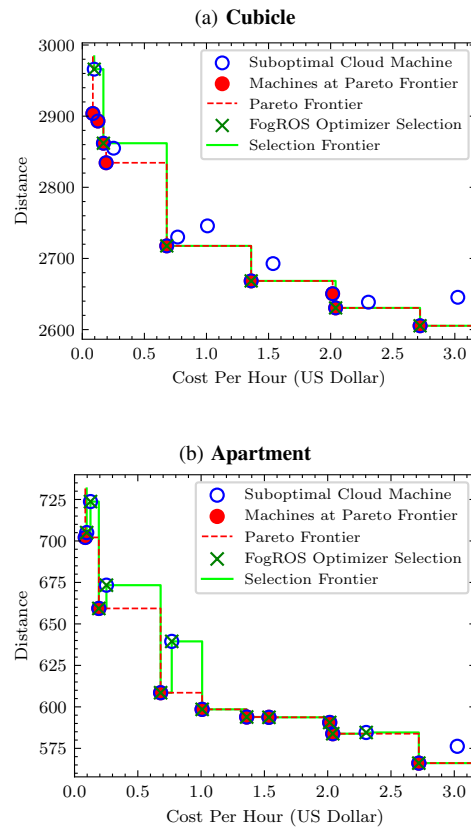 (a) Cubicle
3000
2900
2800
2700
2600
Distance
Suboptimal Cloud Machine
Machines at Pareto Frontier
Pareto Frontier
FogROS Optimizer Selection
Selection Frontier
0.0 0.5 1.0 1.5 2.0 2.5 3.0
Cost Per Hour (US Dollar)
(b) Apartment
725
700
675
650
625
600
575
Distance
Suboptimal Cloud Machine
Machines at Pareto Frontier
Pareto Frontier
FogROS Optimizer Selection
Selection Frontier
0.0 0.5 1.0 1.5 2.0 2.5 3.0
Cost Per Hour (US Dollar)